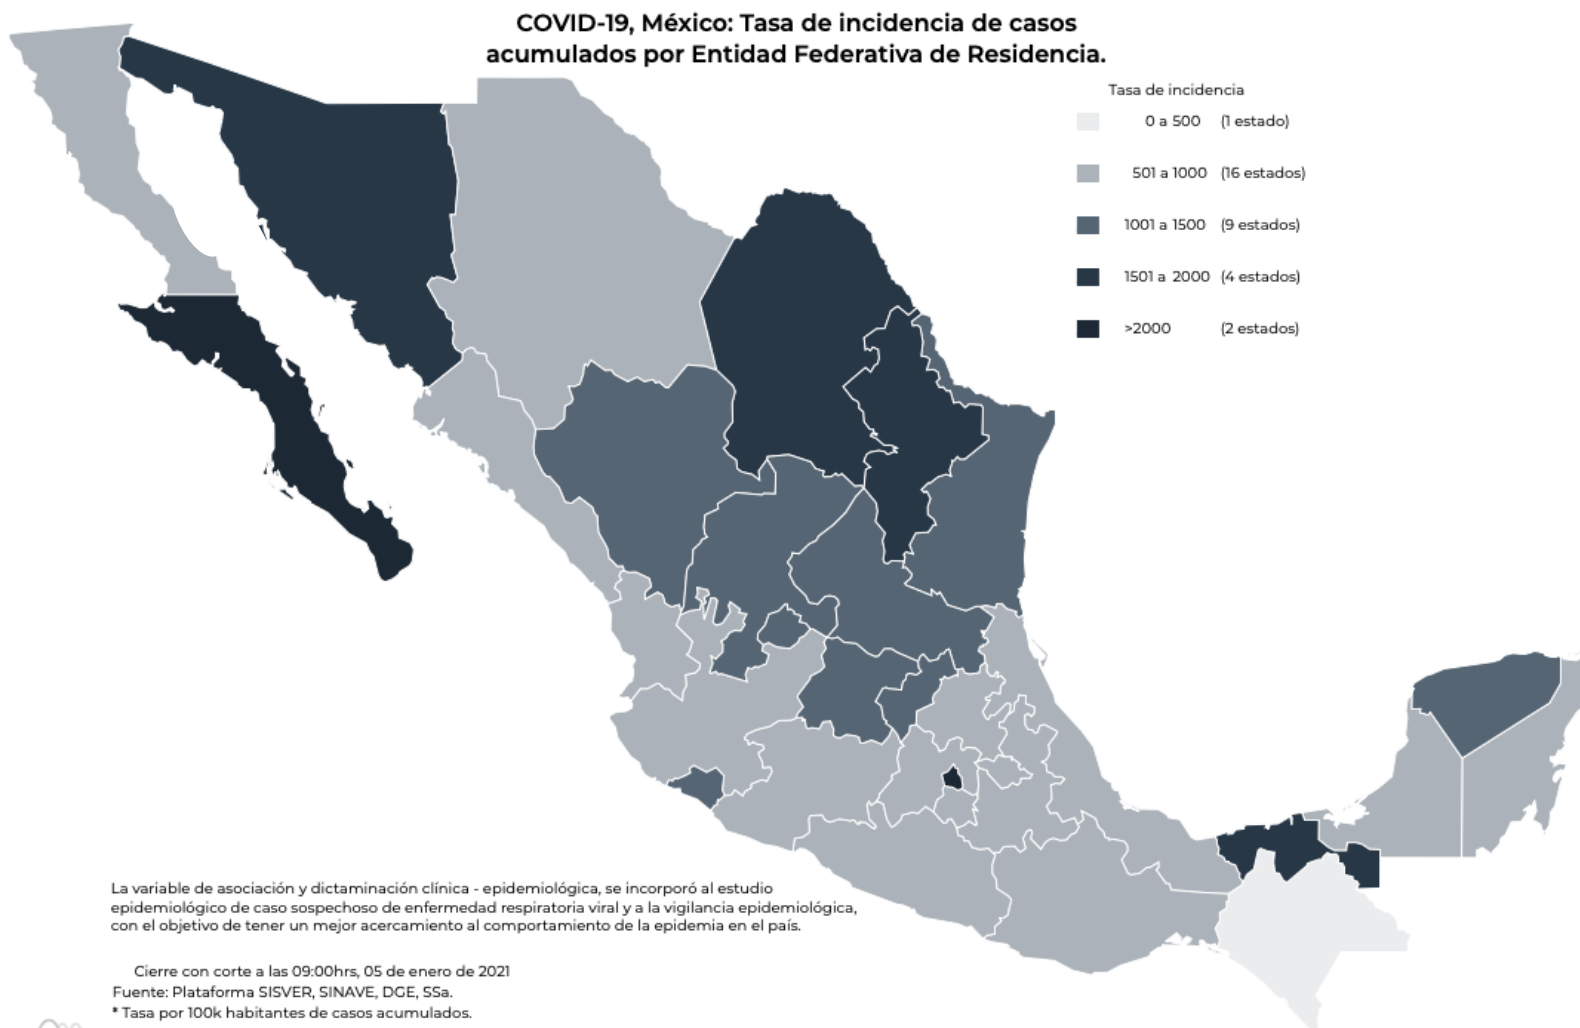 COVID-19, México: Tasa de incidencia de casos
acumulados por Entidad Federativa de Residencia.
Tasa de incidencia
0 a 500 (1 estado)
501 a 1000 (16 estados)
1001 a 1500 (9 estados)
1501 a 2000 (4 estados)
>2000 (2 estados)
La variable de asociación y dictaminación clínica - epidemiológica, se incorporó al estudio
epidemiológico de caso sospechoso de enfermedad respiratoria viral y a la vigilancia epidemiológica,
con el objetivo de tener un mejor acercamiento al comportamiento de la epidemia en el país.
Cierre con corte a las 09:00hrs, 05 de enero de 2021
Fuente: Plataforma SISVER, SINAVE, DGE, SSa.
* Tasa por 100k habitantes de casos acumulados.